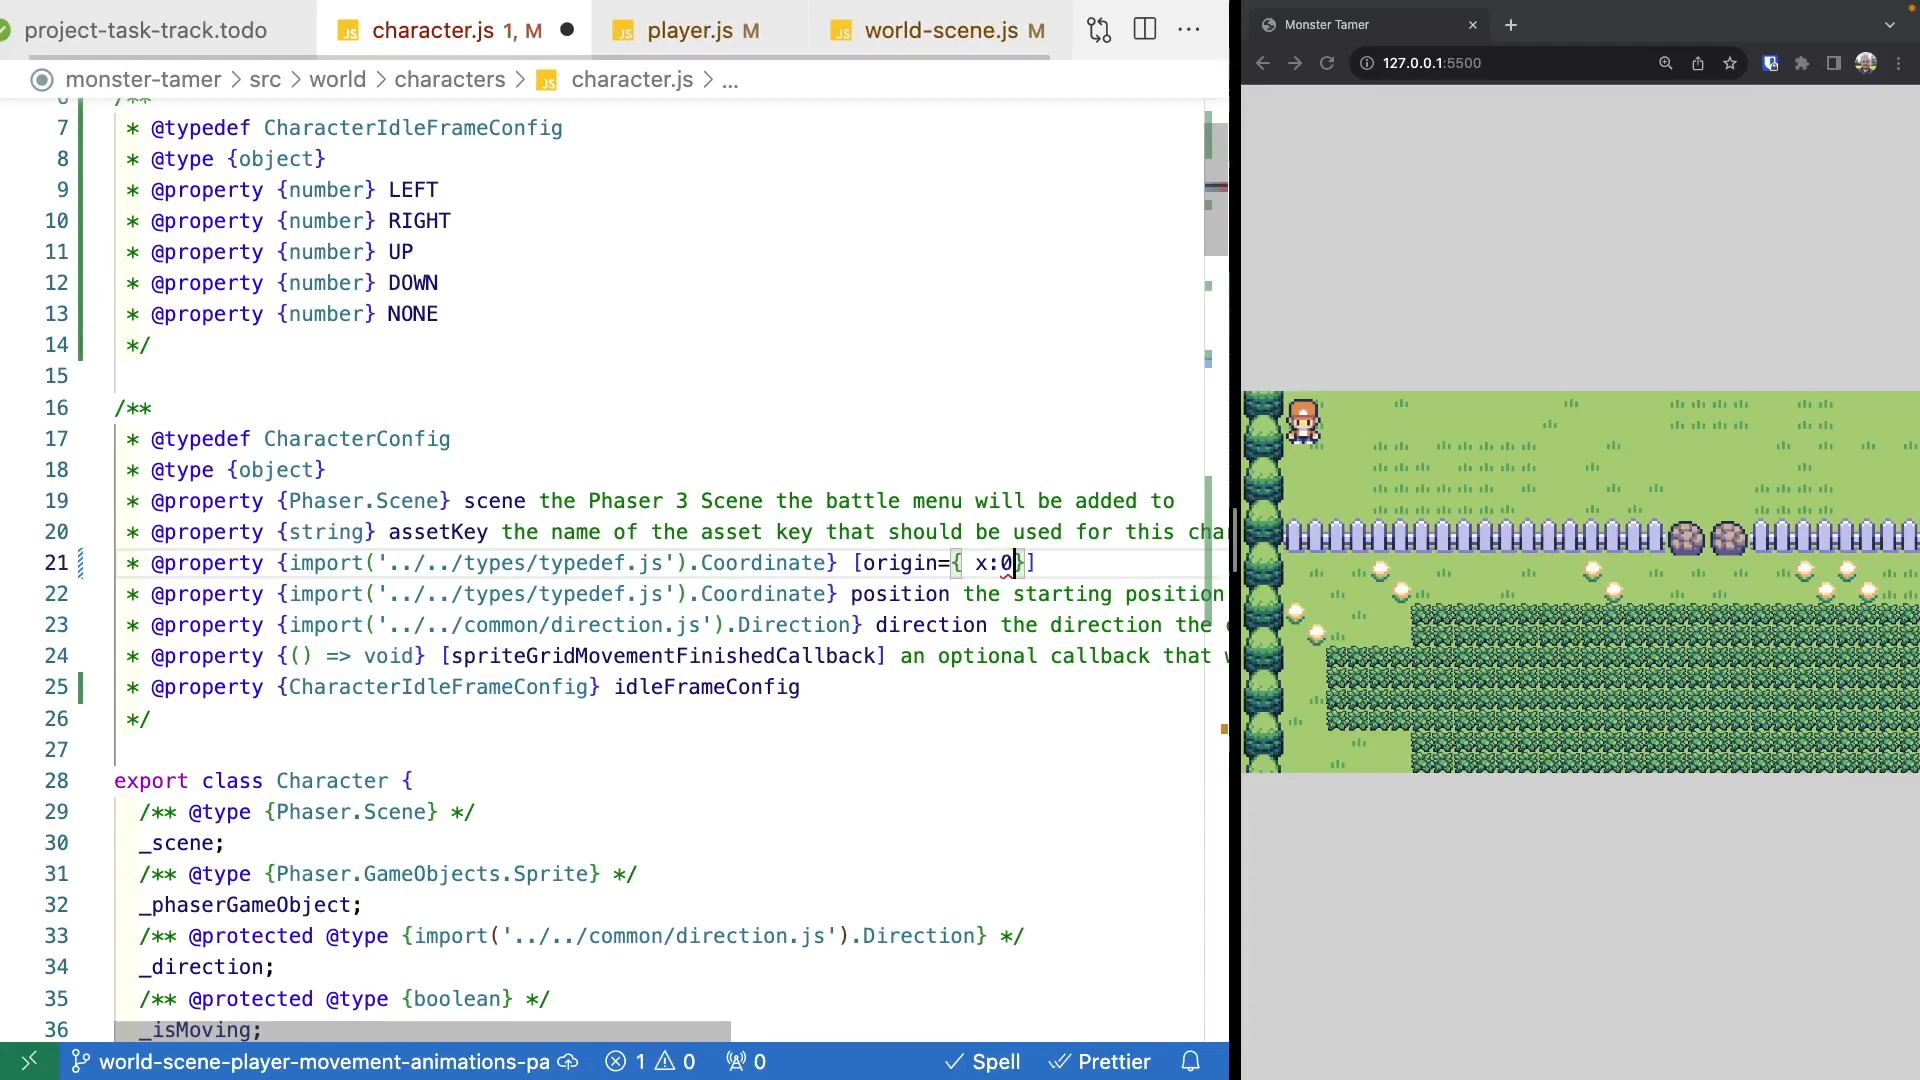 project-task-track.todo
JS character.js 1, M
JS player.js M
JS world-scene.js M
monster-tamer > src > world > characters > JS character.js > ...
6 /**
7 * @typedef CharacterIdleFrameConfig
8 * @type {object}
9 * @property {number} LEFT
10 * @property {number} RIGHT
11 * @property {number} UP
12 * @property {number} DOWN
13 * @property {number} NONE
14 */
15
16 /**
17 * @typedef CharacterConfig
18 * @type {object}
19 * @property {Phaser.Scene} scene the Phaser 3 Scene the battle menu will be added to
20 * @property {string} assetKey the name of the asset key that should be used for this cha
21 * @property {import('../../types/typedef.js').Coordinate} [origin={ x:0}]
22 * @property {import('../../types/typedef.js').Coordinate} position the starting position
23 * @property {import('../../common/direction.js').Direction} direction the direction the c
24 * @property {() => void} [spriteGridMovementFinishedCallback] an optional callback that w
25 * @property {CharacterIdleFrameConfig} idleFrameConfig
26 */
27
28 export class Character {
29 /** @type {Phaser.Scene} */
30 _scene;
31 /** @type {Phaser.GameObjects.Sprite} */
32 _phaserGameObject;
33 /** @protected @type {import('../../common/direction.js').Direction} */
34 _direction;
35 /** @protected @type {boolean} */
36 _isMoving;
world-scene-player-movement-animations-pa
1 0
0
Spell
Prettier
Monster Tamer
127.0.0.1:5500